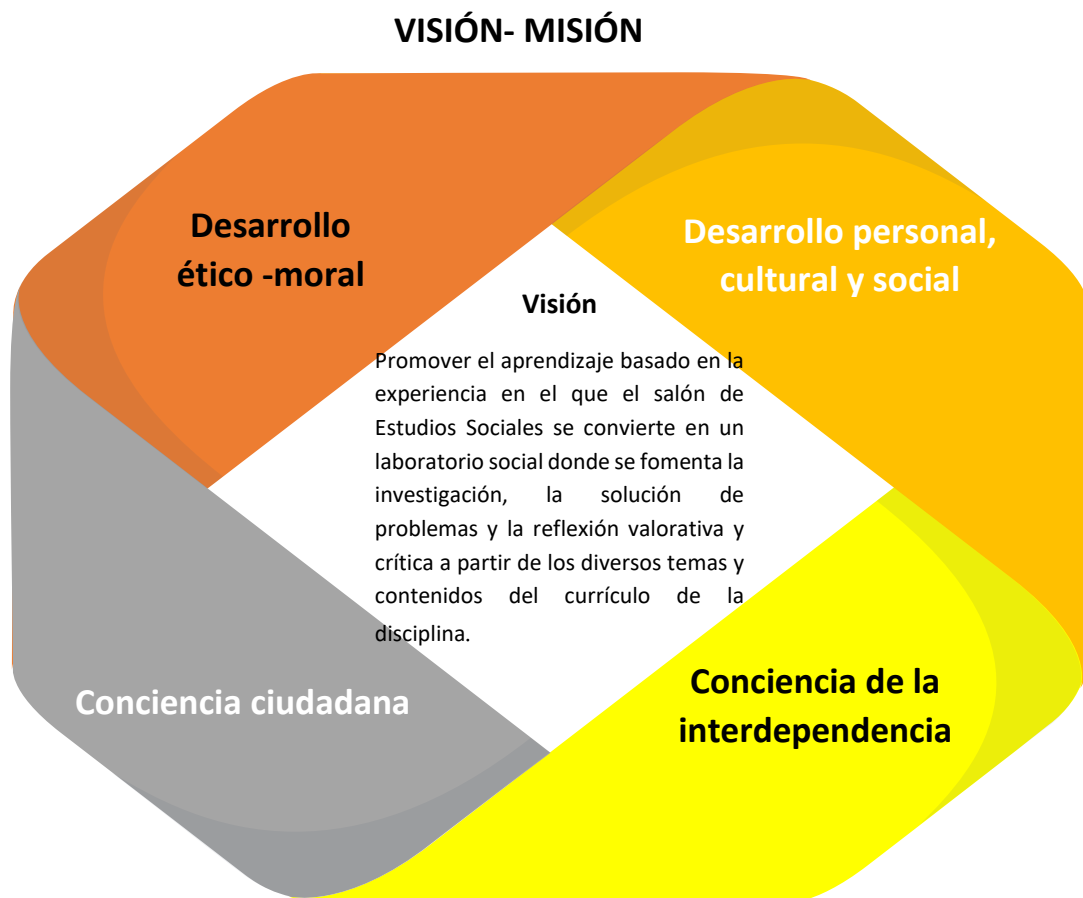 VISIÓN- MISIÓN
Desarrollo
ético -moral
Desarrollo personal,
cultural y social
Visión
Promover el aprendizaje basado en la
experiencia en el que el salón de
Estudios Sociales se convierte en un
laboratorio social donde se fomenta la
investigación, la solución de
problemas y la reflexión valorativa y
crítica a partir de los diversos temas y
contenidos del currículo de la
disciplina.
Conciencia ciudadana
Conciencia de la
interdependencia